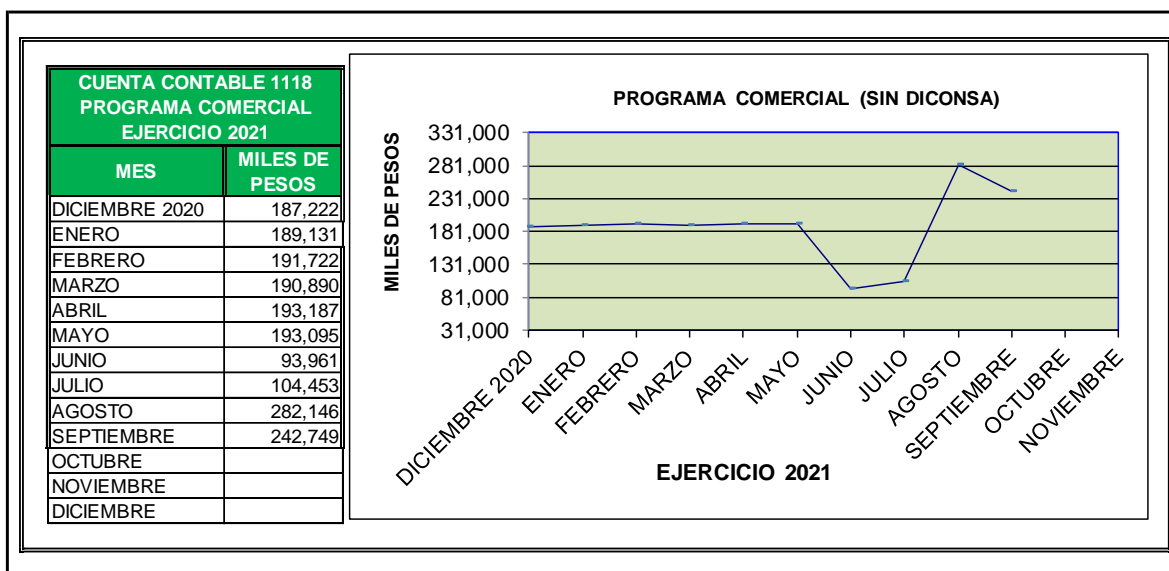 CUENTA CONTABLE 1118
PROGRAMA COMERCIAL
EJERCICIO 2021
MES MILES DE PESOS
DICIEMBRE 2020 187,222
ENERO 189,131
FEBRERO 191,722
MARZO 190,890
ABRIL 193,187
MAYO 193,095
JUNIO 93,961
JULIO 104,453
AGOSTO 282,146
SEPTIEMBRE 242,749
OCTUBRE
NOVIEMBRE
DICIEMBRE
PROGRAMA COMERCIAL (SIN DICONSA)
MILES DE PESOS
331,000
281,000
231,000
181,000
131,000
81,000
31,000
DICIEMBRE 2020
ENERO
FEBRERO
MARZO
ABRIL
MAYO
JUNIO
JULIO
AGOSTO
SEPTIEMBRE
OCTUBRE
NOVIEMBRE
EJERCICIO 2021